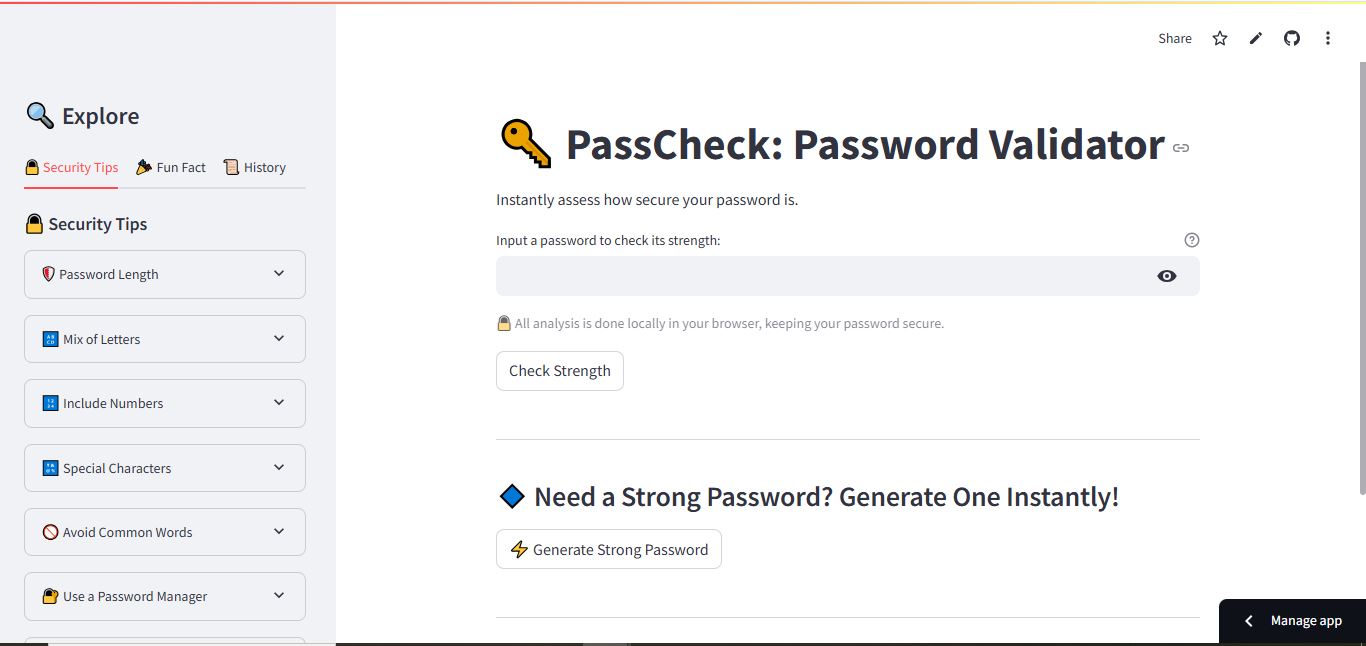 Share
Explore
Security Tips
Fun Fact
History
Security Tips
Password Length
Mix of Letters
Include Numbers
Special Characters
Avoid Common Words
Use a Password Manager
PassCheck: Password Validator
Instantly assess how secure your password is.
Input a password to check its strength:
All analysis is done locally in your browser, keeping your password secure.
Check Strength
Need a Strong Password? Generate One Instantly!
Generate Strong Password
Manage app